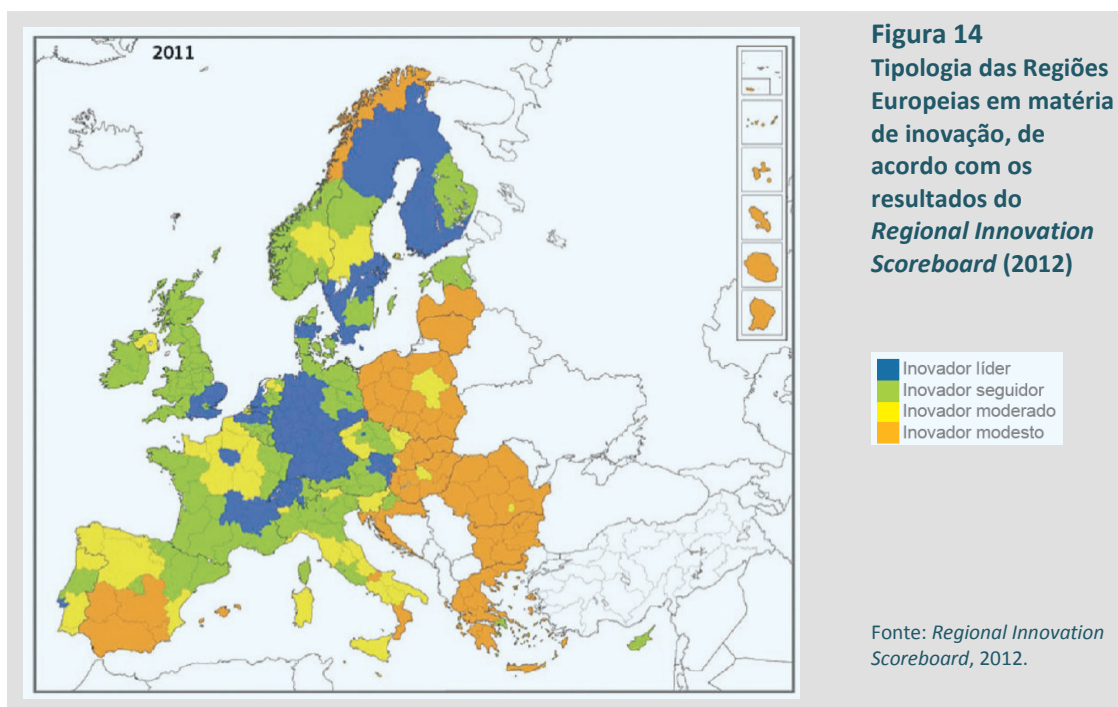 2011
Figura 14
Tipologia das Regiões
Europeias em matéria
de inovação, de
acordo com os
resultados do
Regional Innovation
Scoreboard (2012)
Inovador líder
Inovador seguidor
Inovador moderado
Inovador modesto
Fonte: Regional Innovation
Scoreboard, 2012.